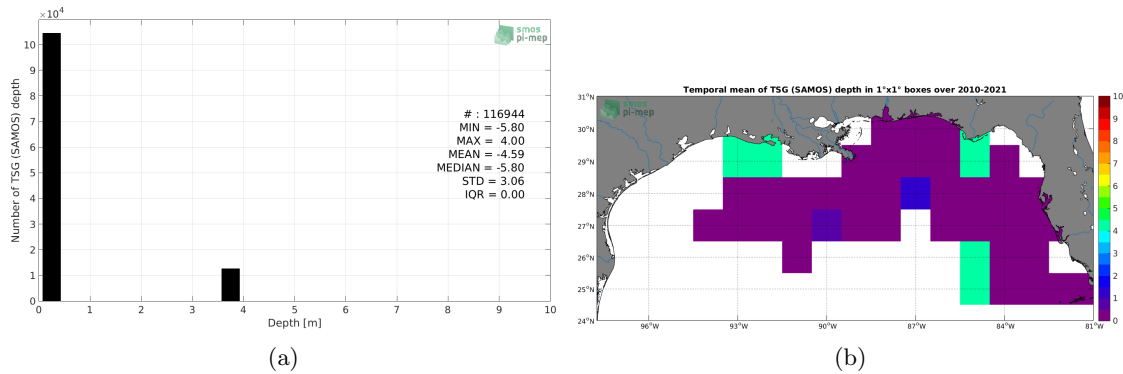 ×10⁴
10
9
8
7
6
5
4
3
2
1
0
Number of TSG (SAMOS) depth
smos
pi-mep
# : 116944
MIN = -5.80
MAX = 4.00
MEAN = -4.59
MEDIAN = -5.80
STD = 3.06
IQR = 0.00
0 1 2 3 4 5 6 7 8 9 10
Depth [m]
(a)
Temporal mean of TSG (SAMOS) depth in 1°x1° boxes over 2010-2021
smos
pi-mep
31°N
30°N
29°N
28°N
27°N
26°N
25°N
24°N
96°W 93°W 90°W 87°W 84°W 81°W
10
9
8
7
6
5
4
3
2
1
0
(b)